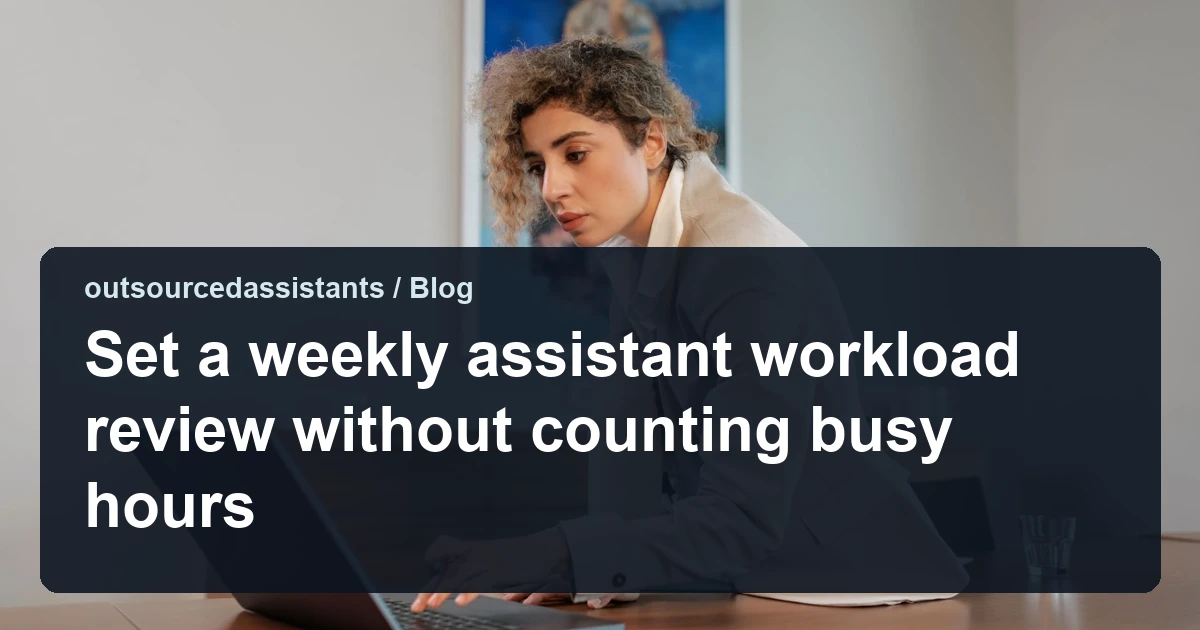 outsourcedassistants / Blog
Set a weekly assistant workload
review without counting busy
hours